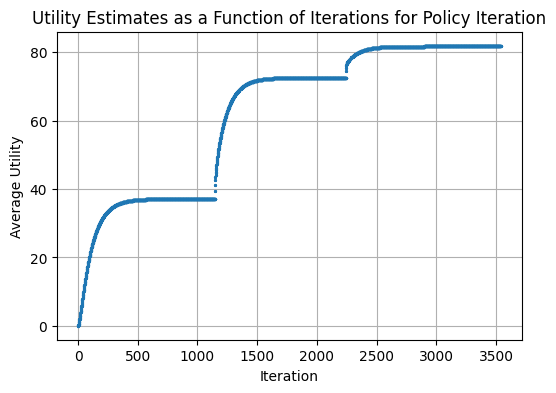 Utility Estimates as a Function of Iterations for Policy Iteration
80
60
40
20
0
Average Utility
0 500 1000 1500 2000 2500 3000 3500
Iteration